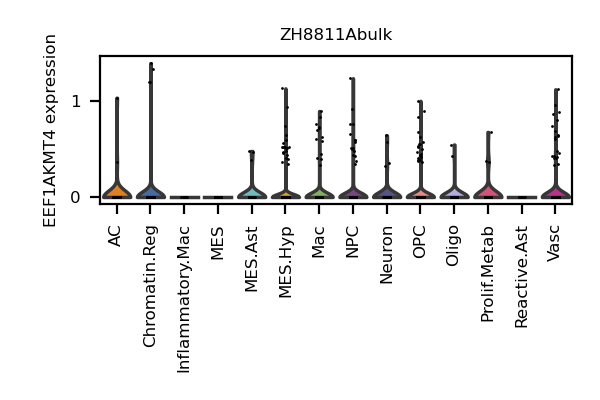 ZH8811Abulk
EEF1AKMT4 expression
1
0
AC
Chromatin.Reg
Inflammatory.Mac
MES
MES.Ast
MES.Hyp
Mac
NPC
Neuron
OPC
Oligo
Prolif.Metab
Reactive.Ast
Vasc